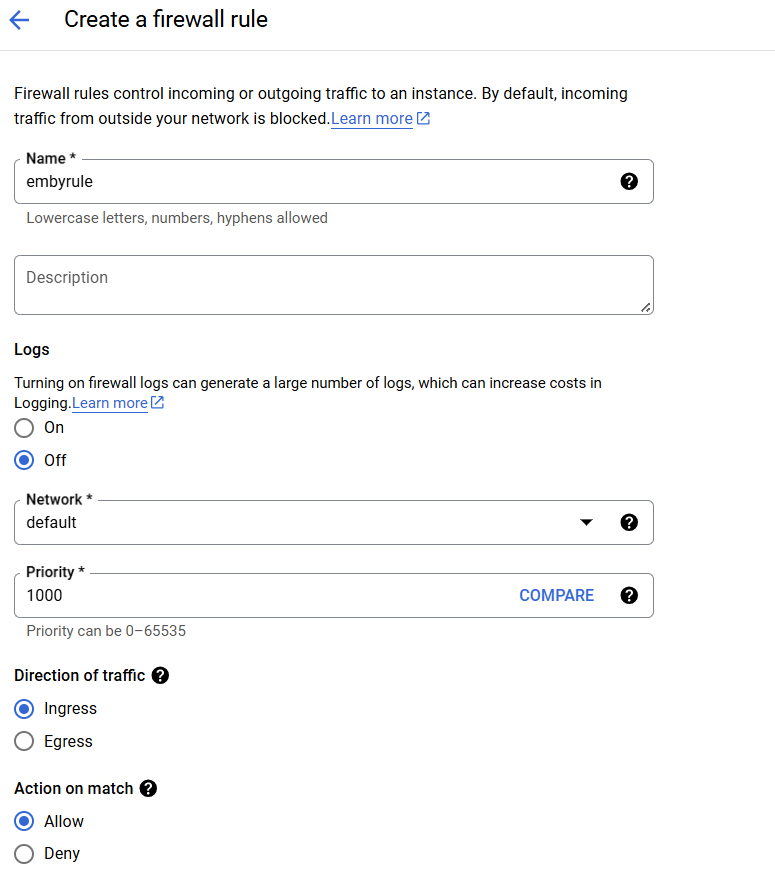 Create a firewall rule
Firewall rules control incoming or outgoing traffic to an instance. By default, incoming
traffic from outside your network is blocked.Learn more
Name *
embyrule
Lowercase letters, numbers, hyphens allowed
Description
Logs
Turning on firewall logs can generate a large number of logs, which can increase costs in
Logging.Learn more
On
Off
Network *
default
Priority *
1000 COMPARE
Priority can be 0–65535
Direction of traffic
Ingress
Egress
Action on match
Allow
Deny